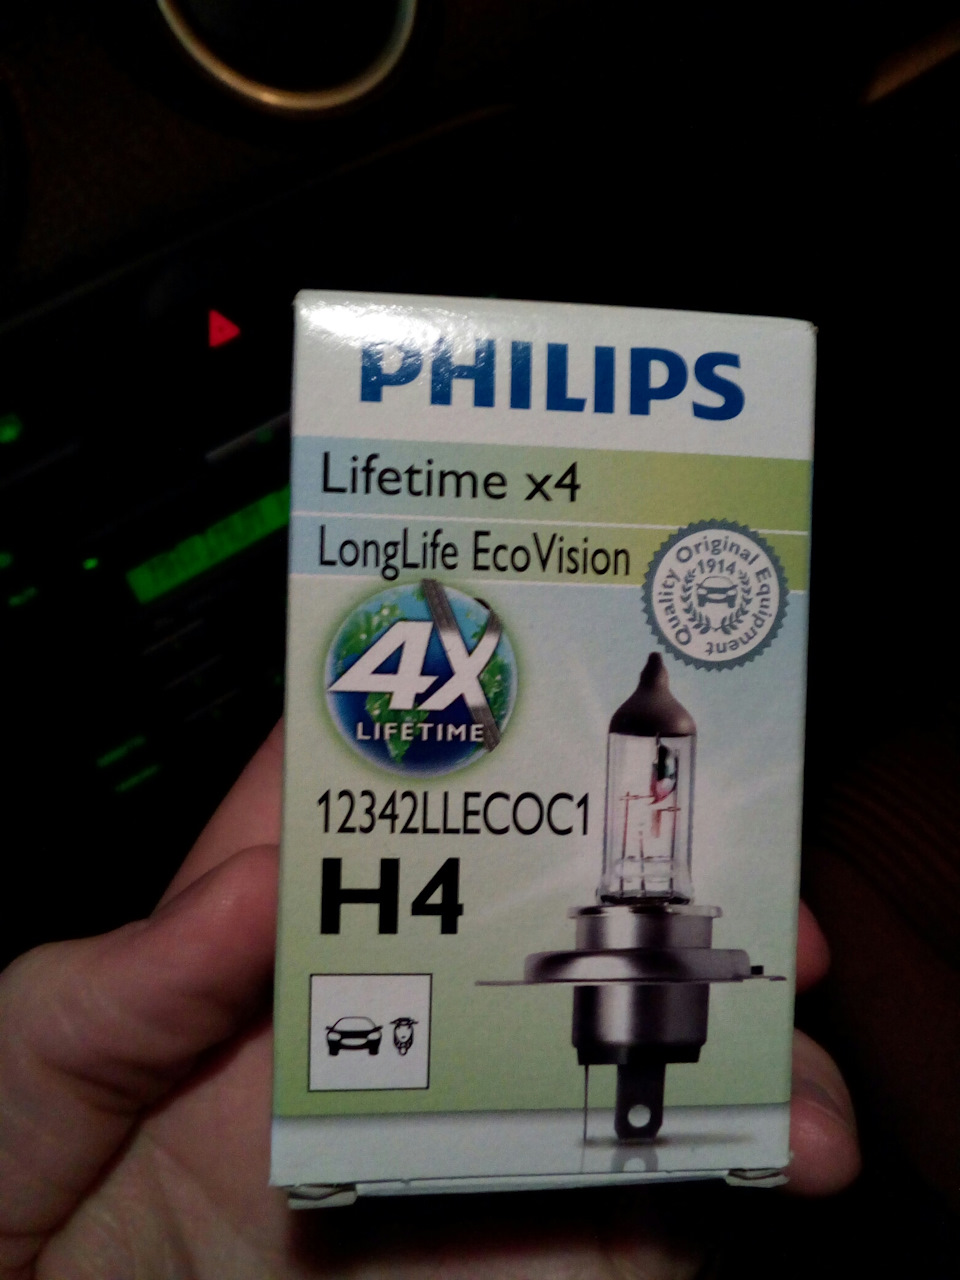 PHILIPS
Lifetime x4
LongLife EcoVision
Quality Original Equipment
1914
4X
LIFETIME
12342LLECOC1
H4